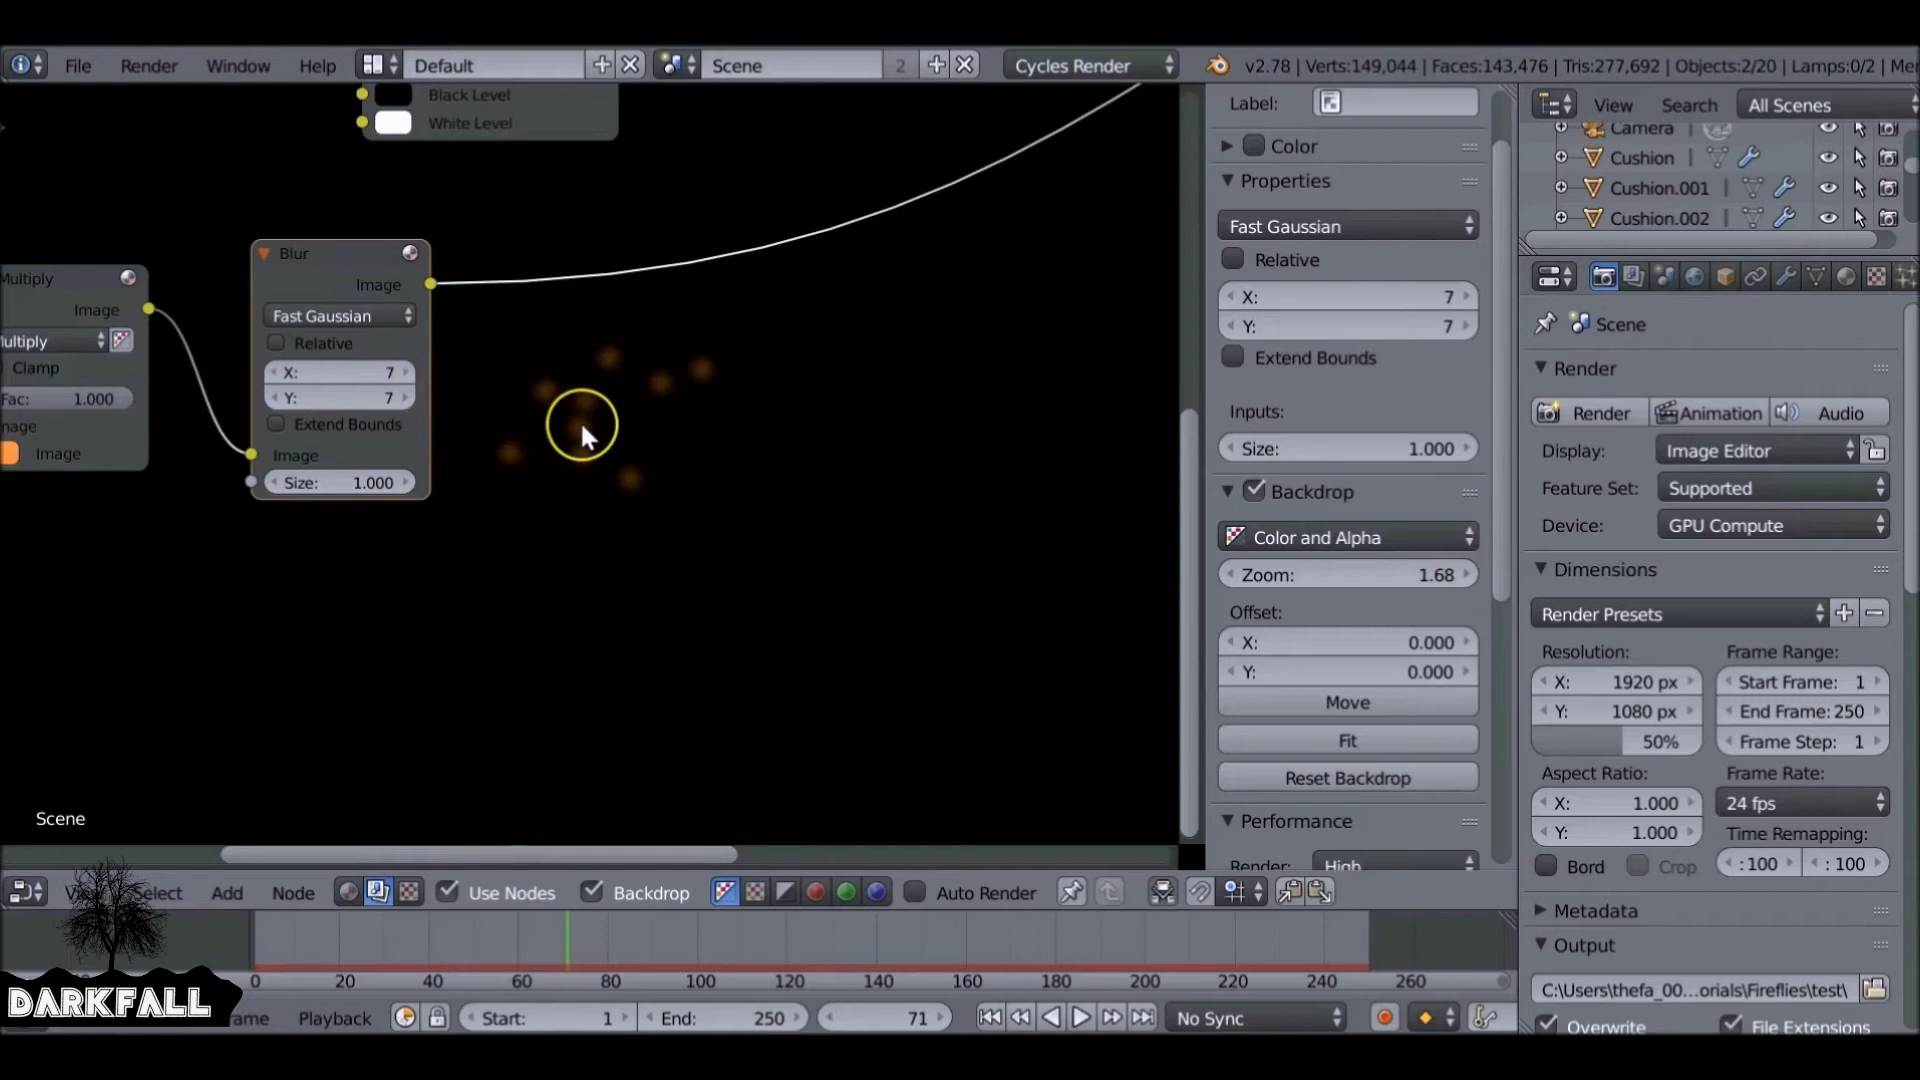 File Render Window Help Default Scene 2 Cycles Render v2.78 | Verts:149,044 | Faces:143,476 | Tris:277,692 | Objects:2/20 | Lamps:0/2 |
Black Level
White Level
Multiply
Image
Clamp
Fac: 1.000
Image
Blur
Image
Fast Gaussian
Relative
X: 7
Y: 7
Extend Bounds
Image
Size: 1.000
Scene
Label:
Color
Properties
Fast Gaussian
Relative
X: 7
Y: 7
Extend Bounds
Inputs:
Size: 1.000
Backdrop
Color and Alpha
Zoom: 1.68
Offset:
X: 0.000
Y: 0.000
Move
Fit
Reset Backdrop
Performance
Render: High
View Search All Scenes
Camera
Cushion
Cushion.001
Cushion.002
Scene
Render
Render Animation Audio
Display: Image Editor
Feature Set: Supported
Device: GPU Compute
Dimensions
Render Presets
Resolution: Frame Range:
X: 1920 px Start Frame: 1
Y: 1080 px End Frame: 250
50% Frame Step: 1
Aspect Ratio: Frame Rate:
X: 1.000 24 fps
Y: 1.000 Time Remapping:
Bord Crop :100 : 100
Metadata
Output
C:\Users\thefa_00...orials\Fireflies\test\
Overwrite File Extensions
Select Add Node Use Nodes Backdrop Auto Render
0 20 40 60 80 100 120 140 160 180 200 220 240 260
DARKFALL
Playback Start: 1 End: 250 71 No Sync